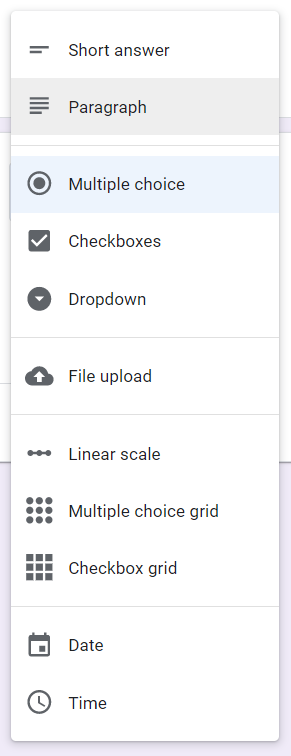 Short answer
Paragraph
Multiple choice
Checkboxes
Dropdown
File upload
Linear scale
Multiple choice grid
Checkbox grid
Date
Time